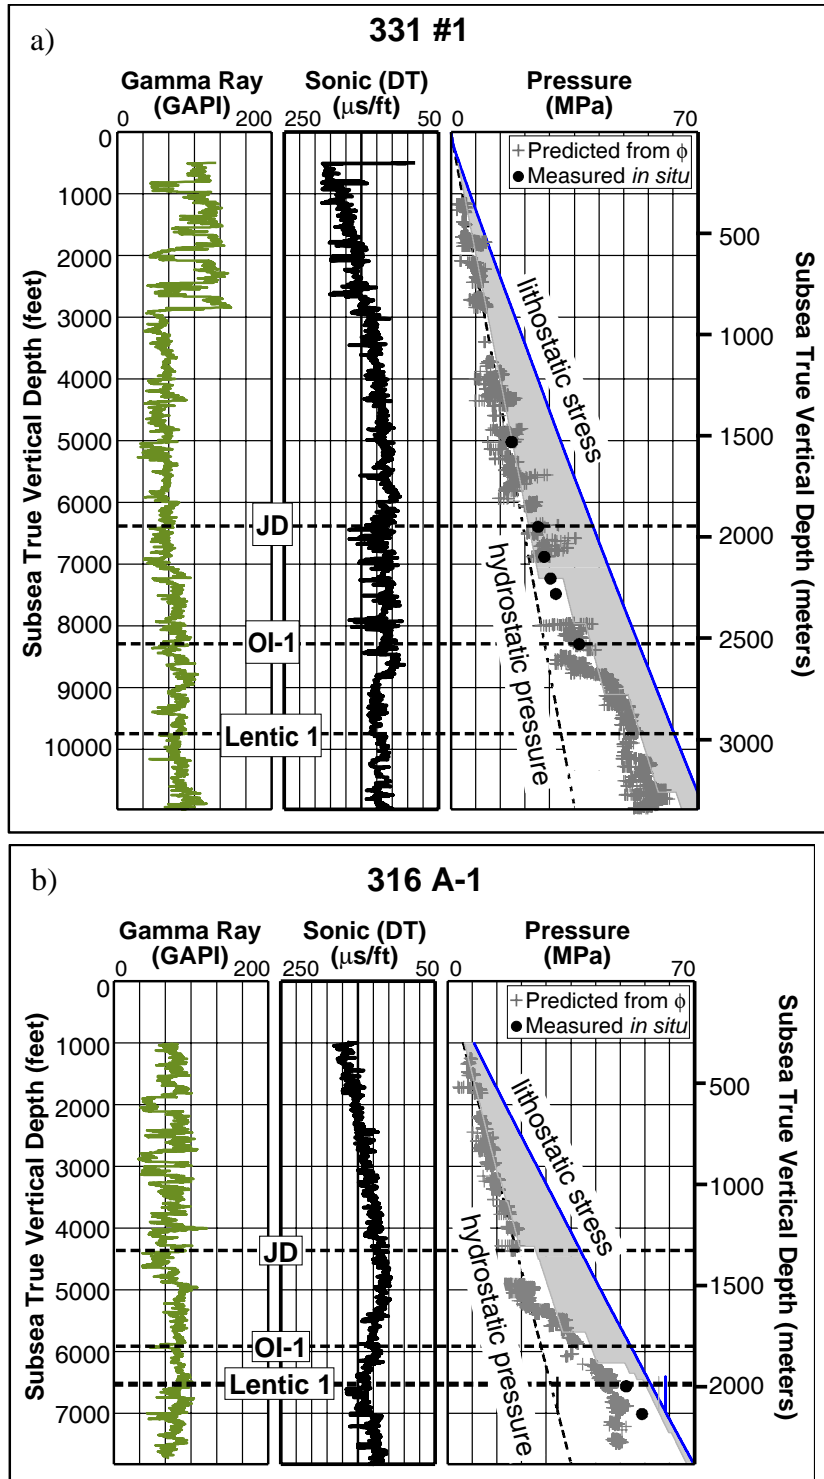 a)
331 #1
Gamma Ray
(GAPI)
Sonic (DT)
(μs/ft)
Pressure
(MPa)
0 200
250 50
0 70
+ Predicted from ϕ
● Measured in situ
Subsea True Vertical Depth (feet)
0
1000
2000
3000
4000
5000
6000
7000
8000
9000
10000
JD
OI-1
Lentic 1
lithostatic stress
hydrostatic pressure
500
1000
1500
2000
2500
3000
Subsea True Vertical Depth (meters)
b)
316 A-1
Gamma Ray
(GAPI)
Sonic (DT)
(μs/ft)
Pressure
(MPa)
0 200
250 50
0 70
+ Predicted from ϕ
● Measured in situ
Subsea True Vertical Depth (feet)
0
1000
2000
3000
4000
5000
6000
7000
JD
OI-1
Lentic 1
lithostatic stress
hydrostatic pressure
500
1000
1500
2000
Subsea True Vertical Depth (meters)